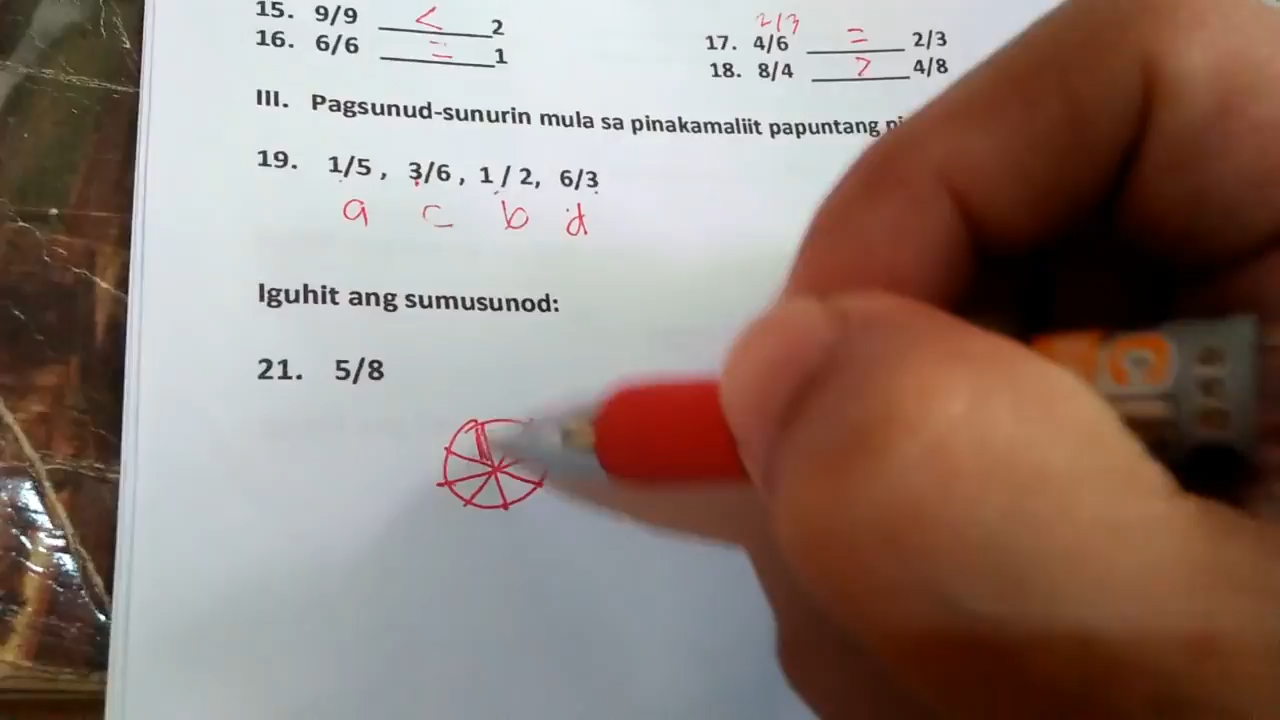 15. 9/9 < 2
16. 6/6 = 1
2/3
17. 4/6 = 2/3
18. 8/4 > 4/8
III. Pagsunud-sunurin mula sa pinakamaliit papuntang
19. 1/5 , 3/6 , 1 / 2, 6/3
a c b d
Iguhit ang sumusunod:
21. 5/8